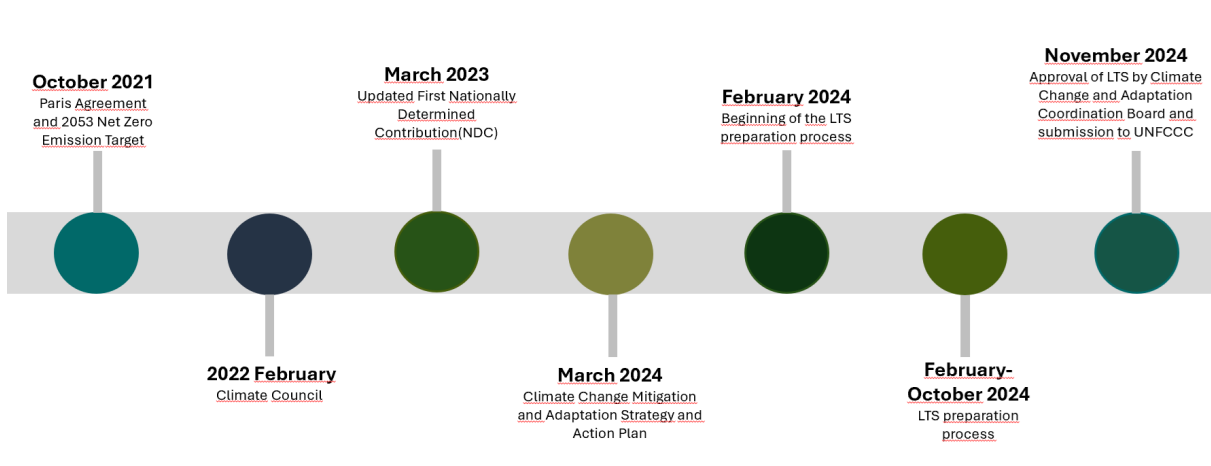 October 2021
Paris Agreement
and 2053 Net Zero
Emission Target
2022 February
Climate Council
March 2023
Updated First Nationally
Determined
Contribution(NDC)
March 2024
Climate Change Mitigation
and Adaptation Strategy and
Action Plan
February 2024
Beginning of the LTS
preparation process
February-
October 2024
LTS preparation
process
November 2024
Approval of LTS by Climate
Change and Adaptation
Coordination Board and
submission to UNFCCC